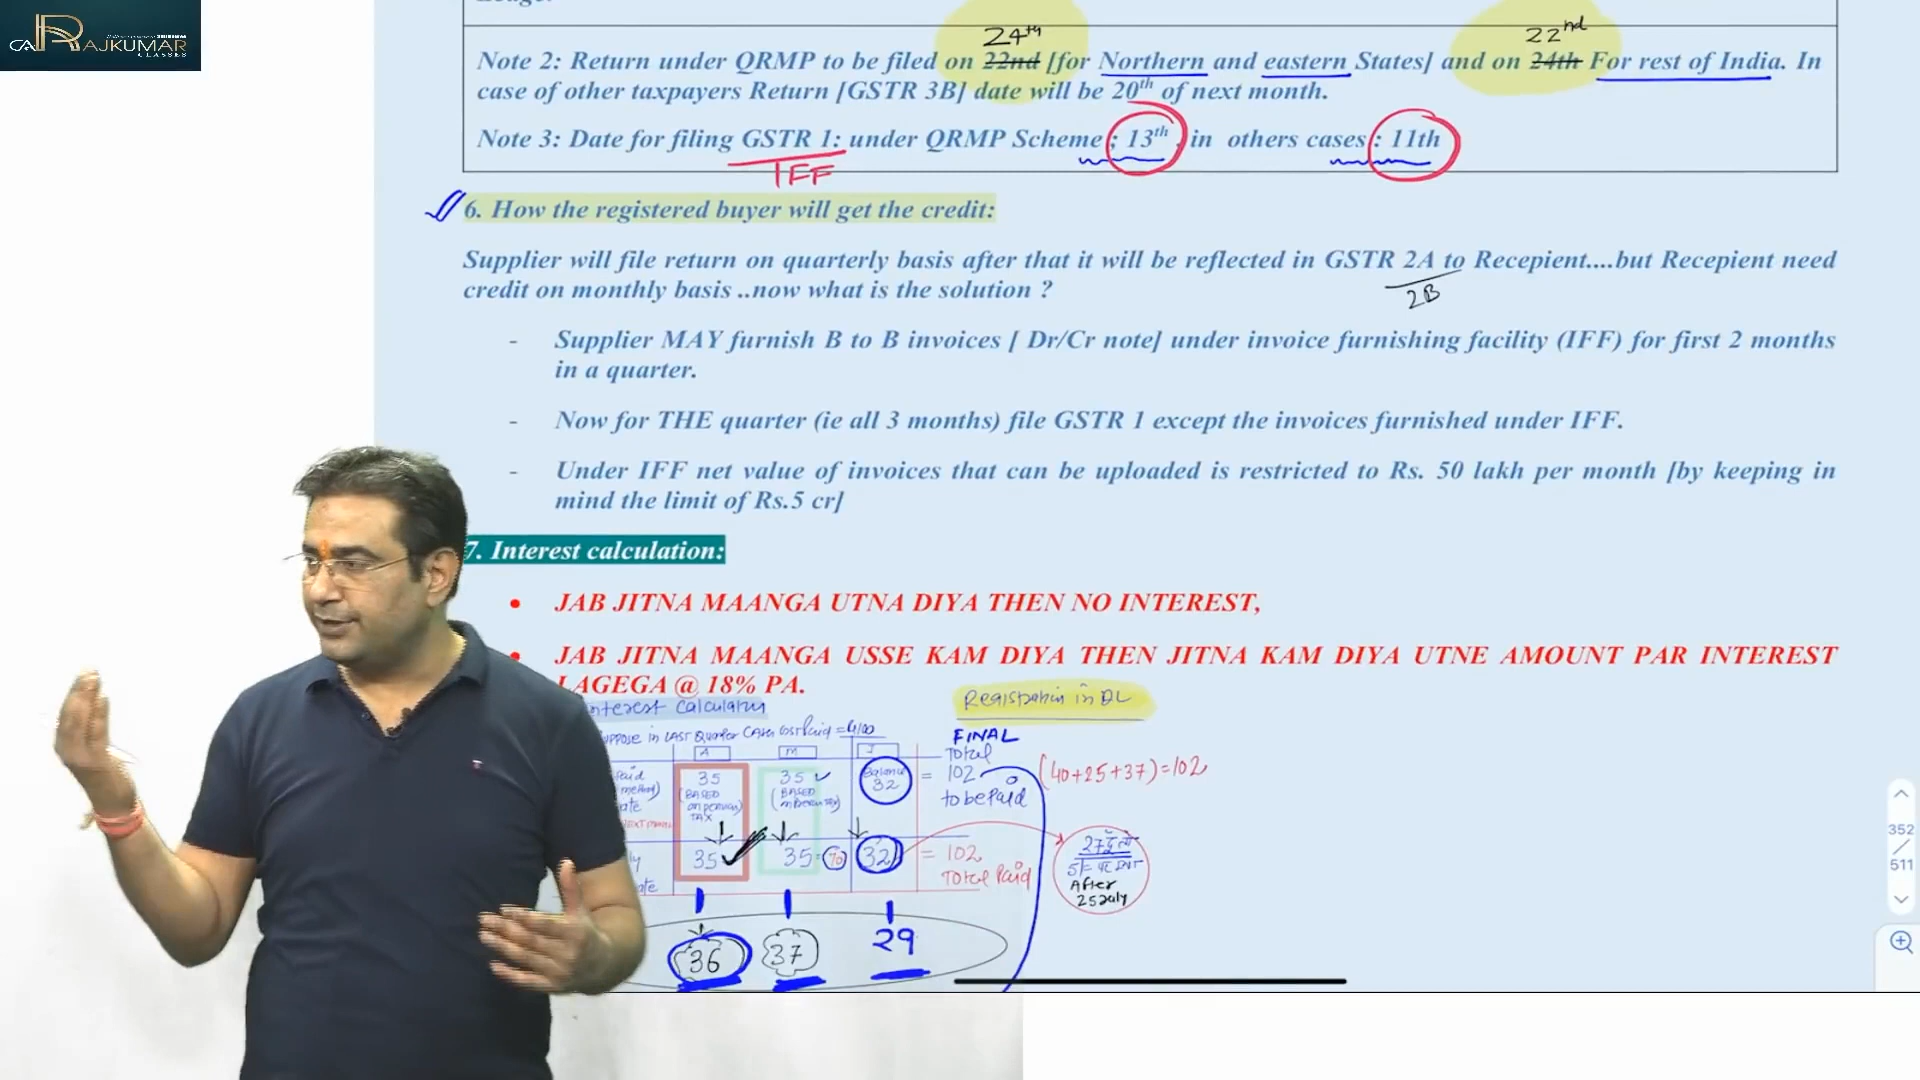 CA RAJKUMAR
CLASSES
24th 22nd
Note 2: Return under QRMP to be filed on 22nd [for Northern and eastern States] and on 24th For rest of India. In
case of other taxpayers Return [GSTR 3B] date will be 20th of next month.
Note 3: Date for filing GSTR 1: under QRMP Scheme ; 13th in others cases : 11th
IFF
6. How the registered buyer will get the credit:
Supplier will file return on quarterly basis after that it will be reflected in GSTR 2A to Recepient....but Recepient need
2B
credit on monthly basis ..now what is the solution ?
- Supplier MAY furnish B to B invoices [ Dr/Cr note] under invoice furnishing facility (IFF) for first 2 months
in a quarter.
- Now for THE quarter (ie all 3 months) file GSTR 1 except the invoices furnished under IFF.
- Under IFF net value of invoices that can be uploaded is restricted to Rs. 50 lakh per month [by keeping in
mind the limit of Rs.5 cr]
7. Interest calculation:
• JAB JITNA MAANGA UTNA DIYA THEN NO INTEREST,
• JAB JITNA MAANGA USSE KAM DIYA THEN JITNA KAM DIYA UTNE AMOUNT PAR INTEREST
LAGEGA @ 18% PA.
Registration in DL
FINAL
A M J Total
35 35 Balance 32 = 102 (40+25+37)=102
(BASED (BASED to be Paid
TAX
35 35 70 32 = 102
Total Paid
After
25 July
36 37 29
352
/
511